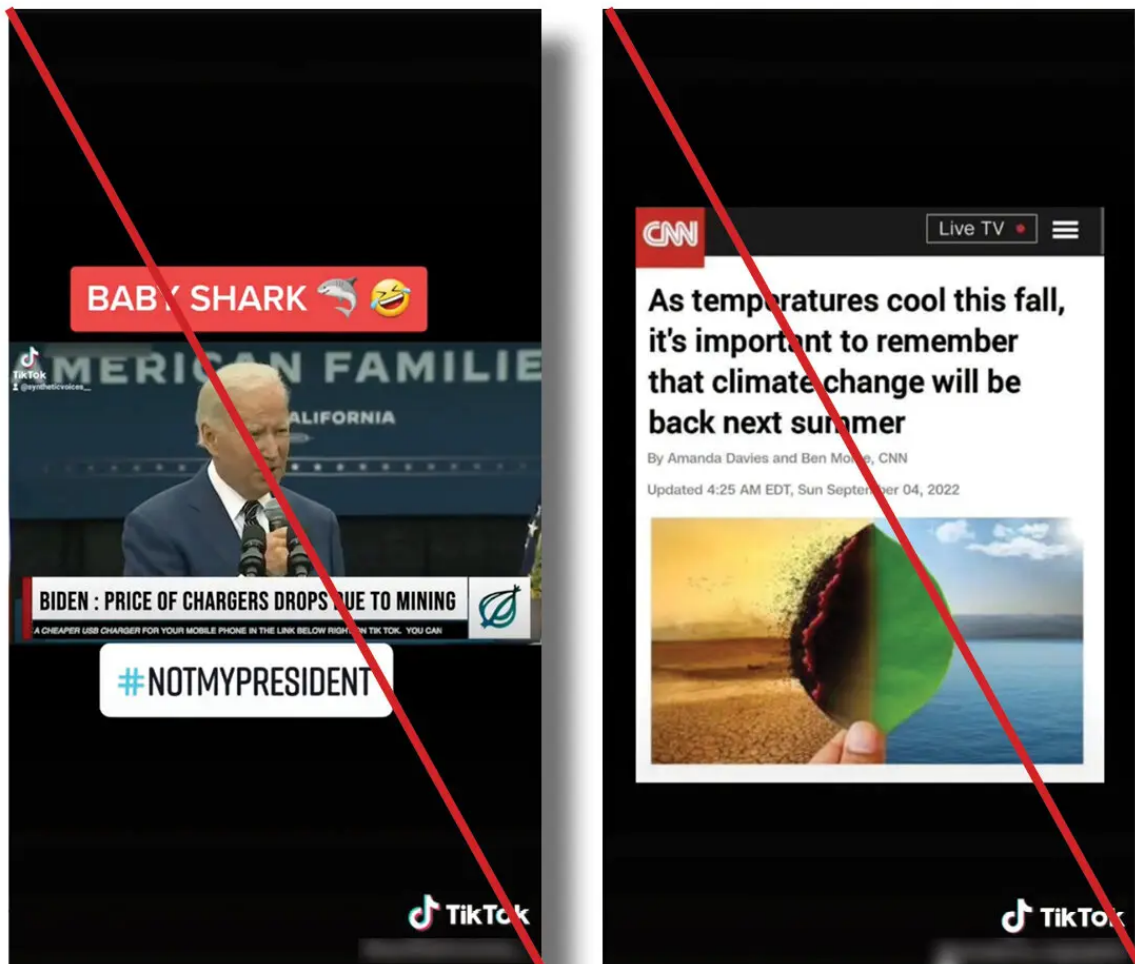 BABY SHARK
TikTok
@syntheticvoices__
AMERICAN FAMILIE
ALIFORNIA
BIDEN : PRICE OF CHARGERS DROPS DUE TO MINING
A CHEAPER USB CHARGER FOR YOUR MOBILE PHONE IN THE LINK BELOW RIGHT ON TIK TOK. YOU CAN
#NOTMYPRESIDENT
TikTok
CNN
Live TV
As temperatures cool this fall,
it's important to remember
that climate change will be
back next summer
By Amanda Davies and Ben Morse, CNN
Updated 4:25 AM EDT, Sun September 04, 2022
TikTok